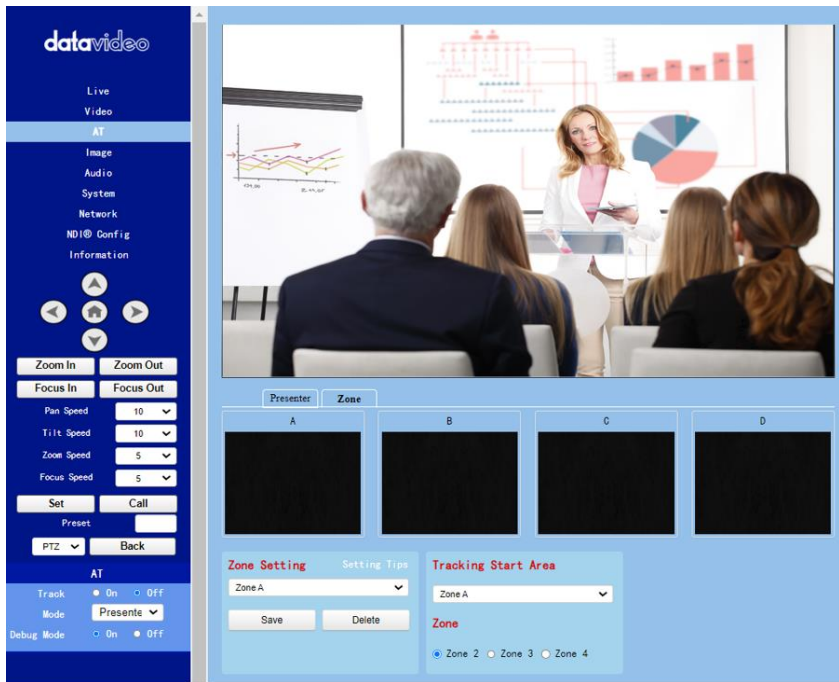 datavideo
Live
Video
AT
Image
Audio
System
Network
NDI® Config
Information
Zoom In Zoom Out
Focus In Focus Out
Pan Speed 10
Tilt Speed 10
Zoom Speed 5
Focus Speed 5
Set Call
Preset
PTZ Back
AT
Track On Off
Mode Presente
Debug Mode On Off
Presenter Zone
A B C D
Zone Setting Setting Tips
Zone A
Save Delete
Tracking Start Area
Zone A
Zone
Zone 2 Zone 3 Zone 4